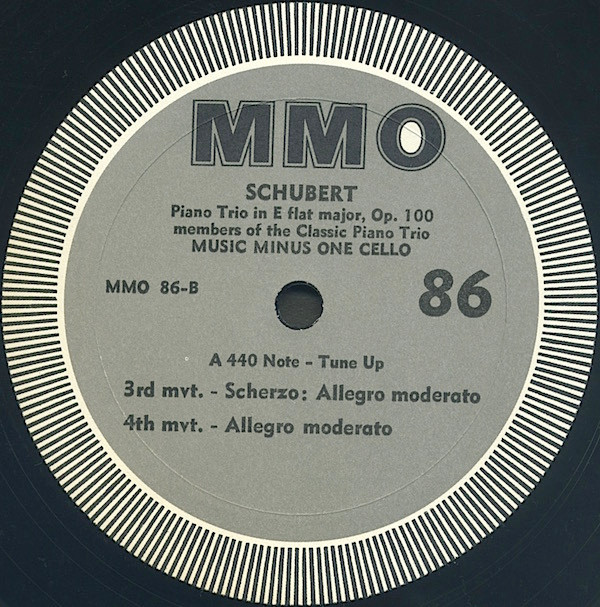 MMO
SCHUBERT
Piano Trio in E flat major, Op. 100
members of the Classic Piano Trio
MUSIC MINUS ONE CELLO
MMO 86-B
86
A 440 Note - Tune Up
3rd mvt. - Scherzo: Allegro moderato
4th mvt. - Allegro moderato